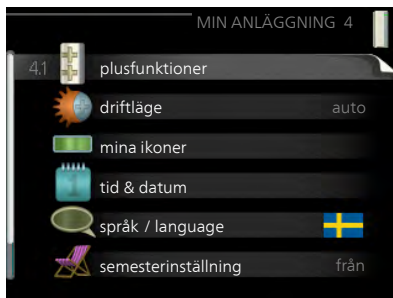 MIN ANLÄGGNING 4
4.1 plusfunktioner
driftläge auto
mina ikoner
tid & datum
språk / language
semesterinställning från